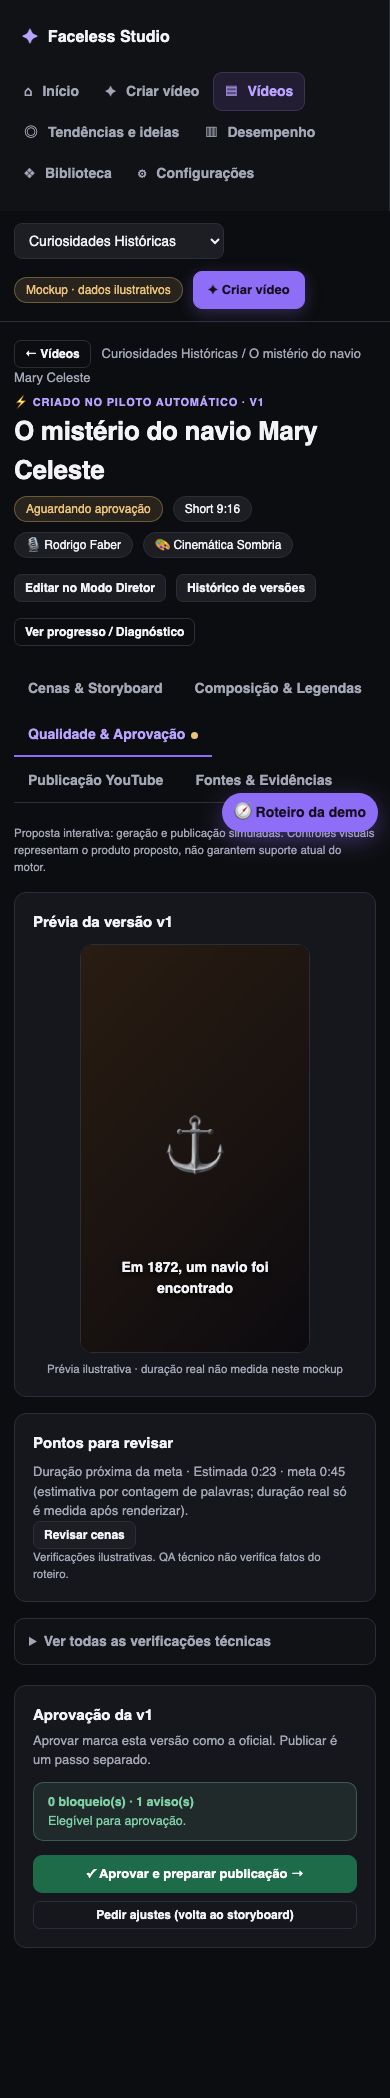 Faceless Studio
Início
Criar vídeo
Vídeos
Tendências e ideias
Desempenho
Biblioteca
Configurações
Curiosidades Históricas
Mockup · dados ilustrativos
✦ Criar vídeo
← Vídeos
Curiosidades Históricas / O mistério do navio
Mary Celeste
⚡ CRIADO NO PILOTO AUTOMÁTICO · V1
O mistério do navio Mary
Celeste
Aguardando aprovação
Short 9:16
🎙️ Rodrigo Faber
🎨 Cinemática Sombria
Editar no Modo Diretor
Histórico de versões
Ver progresso / Diagnóstico
Cenas & Storyboard
Composição & Legendas
Qualidade & Aprovação
Publicação YouTube
Fontes & Evidências
🧭 Roteiro da demo
Proposta interativa: geração e publicação simuladas. Controles visuais
representam o produto proposto, não garantem suporte atual do
motor.
Prévia da versão v1
Em 1872, um navio foi
encontrado
Prévia ilustrativa · duração real não medida neste mockup
Pontos para revisar
Duração próxima da meta · Estimada 0:23 · meta 0:45
(estimativa por contagem de palavras; duração real só
é medida após renderizar).
Revisar cenas
Verificações ilustrativas. QA técnico não verifica fatos do
roteiro.
▶ Ver todas as verificações técnicas
Aprovação da v1
Aprovar marca esta versão como a oficial. Publicar é
um passo separado.
0 bloqueio(s) · 1 aviso(s)
Elegível para aprovação.
✓ Aprovar e preparar publicação →
Pedir ajustes (volta ao storyboard)